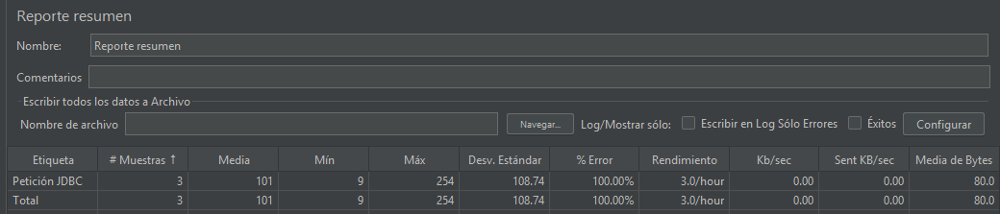 Reporte resumen
Nombre: Reporte resumen
Comentarios
Escribir todos los datos a Archivo
Nombre de archivo Navegar... Log/Mostrar sólo: Escribir en Log Sólo Errores Éxitos Configurar
Etiqueta # Muestras ↑ Media Mín Máx Desv. Estándar % Error Rendimiento Kb/sec Sent KB/sec Media de Bytes
Petición JDBC 3 101 9 254 108.74 100.00% 3.0/hour 0.00 0.00 80.0
Total 3 101 9 254 108.74 100.00% 3.0/hour 0.00 0.00 80.0